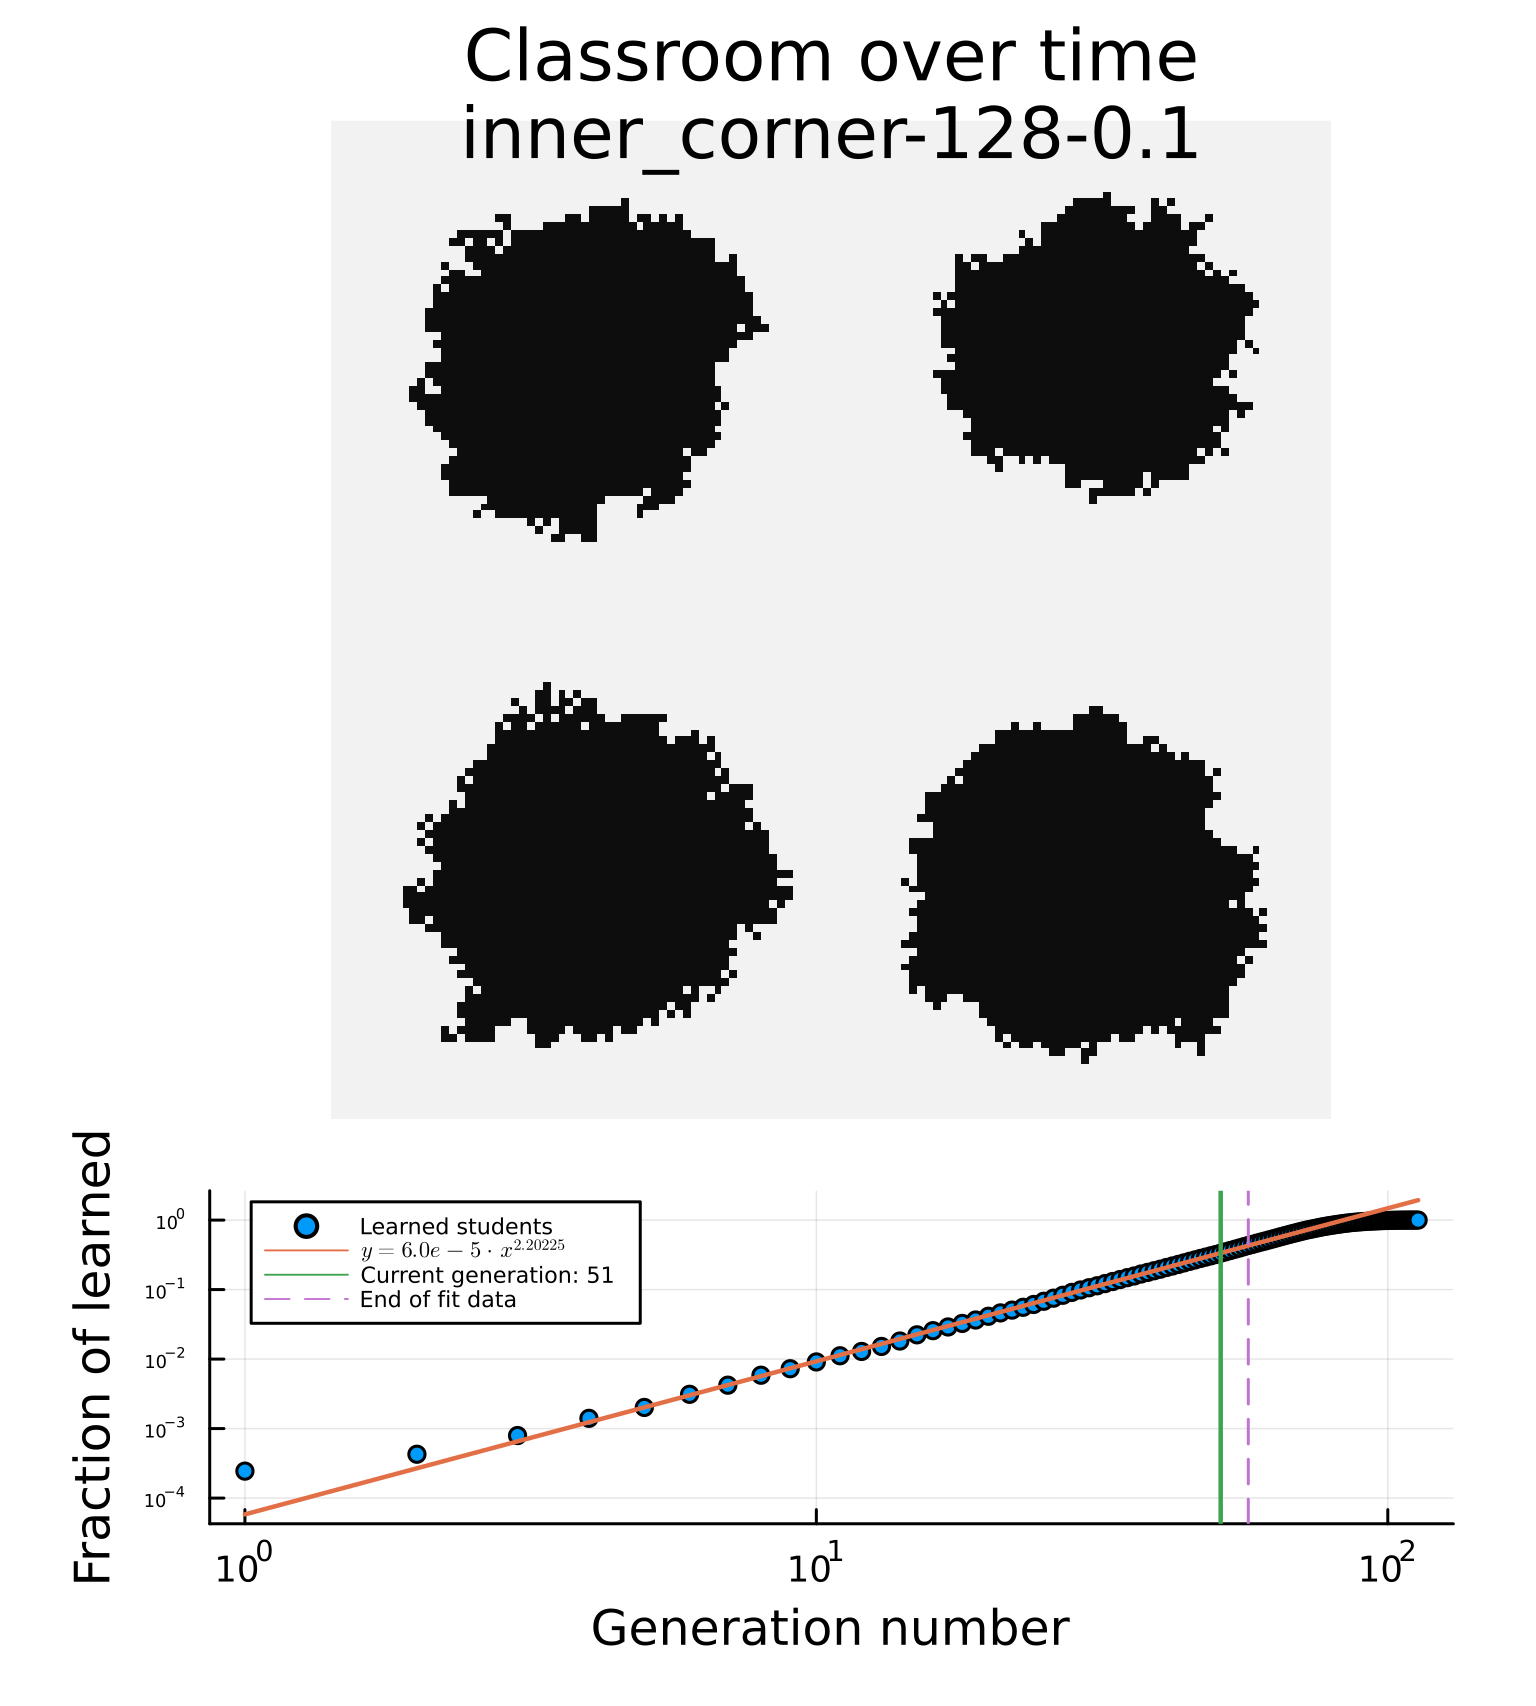 Classroom over time
inner_corner-128-0.1
Fraction of learned
10^0
10^-1
10^-2
10^-3
10^-4
Learned students
y = 6.0e − 5 · x^2.20225
Current generation: 51
End of fit data
10^0 10^1 10^2
Generation number